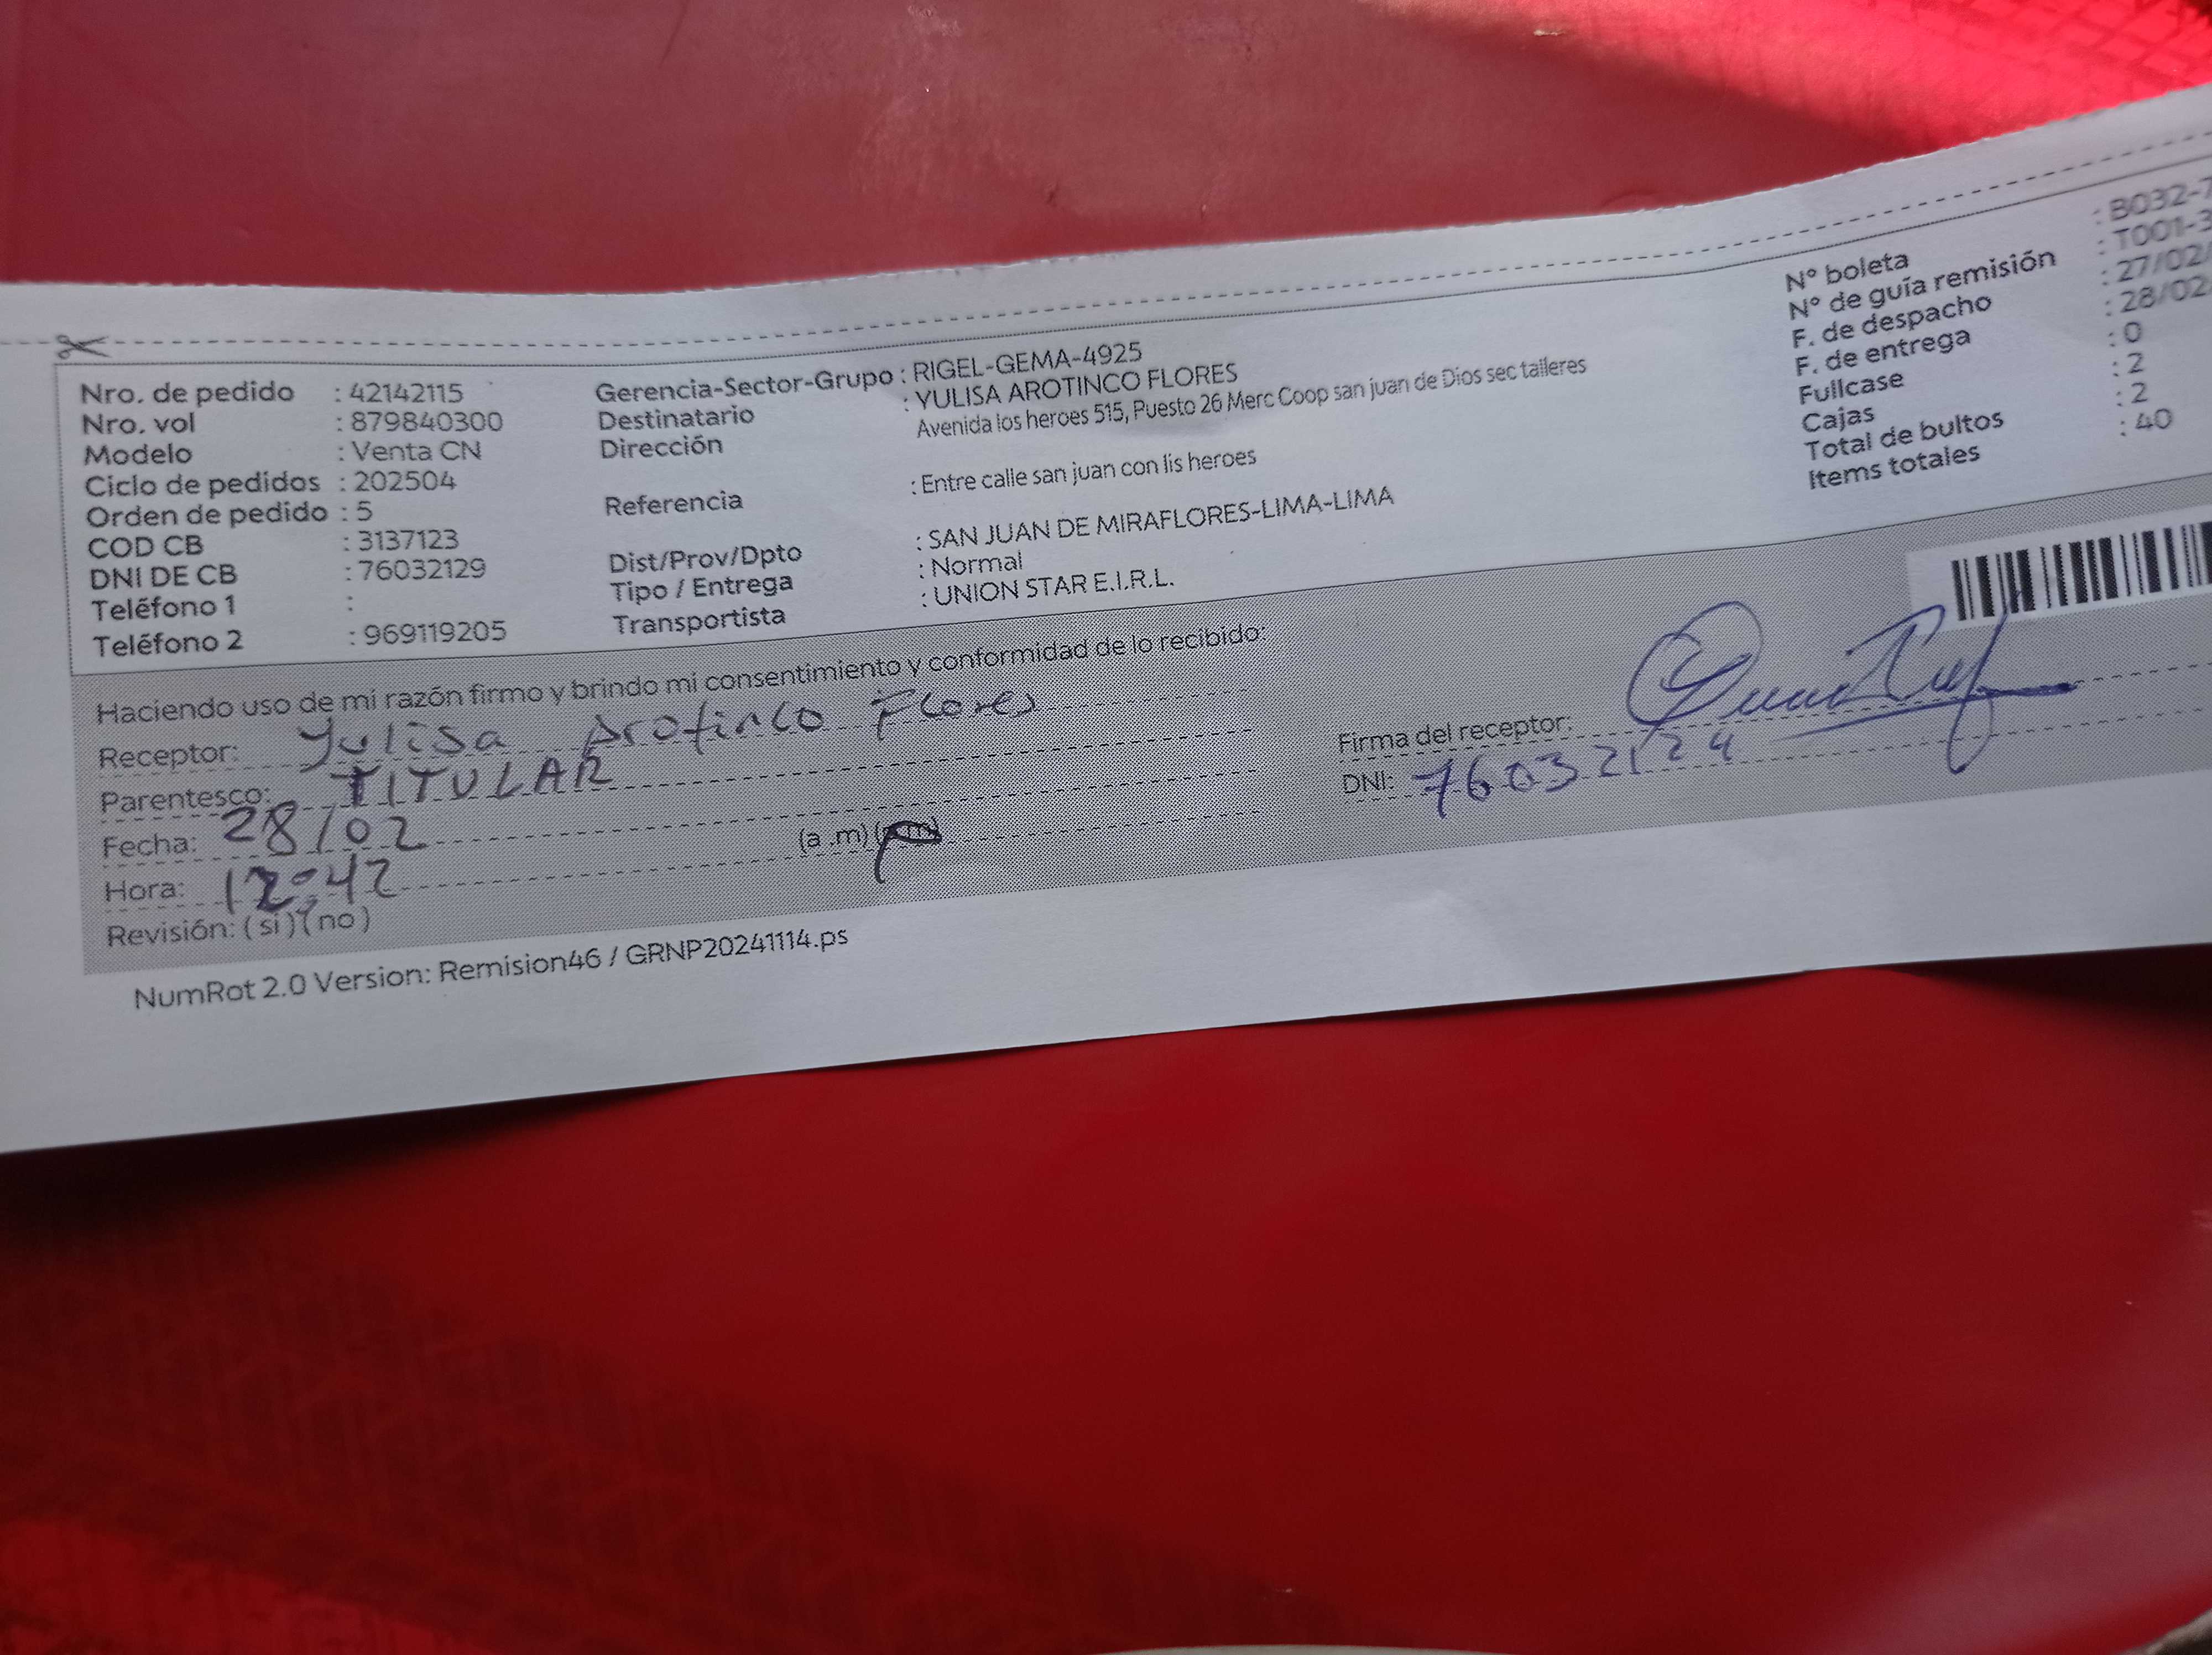 Nro. de pedido : 42142115
Nro. vol : 879840300
Modelo : Venta CN
Ciclo de pedidos : 202504
Orden de pedido : 5
COD CB : 3137123
DNI DE CB : 76032129
Teléfono 1 :
Teléfono 2 : 969119205
Gerencia-Sector-Grupo : RIGEL-GEMA-4925
Destinatario : YULISA AROTINCO FLORES
Dirección Avenida los heroes 515, Puesto 26 Merc Coop san juan de Dios sec talleres
Referencia : Entre calle san juan con lis heroes
Dist/Prov/Dpto : SAN JUAN DE MIRAFLORES-LIMA-LIMA
Tipo / Entrega : Normal
Transportista : UNION STAR E.I.R.L.
N° boleta : B032-7
N° de guía remisión : T001-3
F. de despacho : 27/02/
F. de entrega : 28/02
Fullcase : 0
Cajas : 2
Total de bultos : 2
Items totales : 40
Haciendo uso de mi razón firmo y brindo mi consentimiento y conformidad de lo recibido:
Receptor: Yulisa Arotinco Flores
Parentesco: TITULAR
Fecha: 28/02
Hora: 12:42 (a .m) (p.m)
Revisión: ( si ) ( no )
Firma del receptor:
DNI: 76032124
NumRot 2.0 Version: Remision46 / GRNP20241114.ps